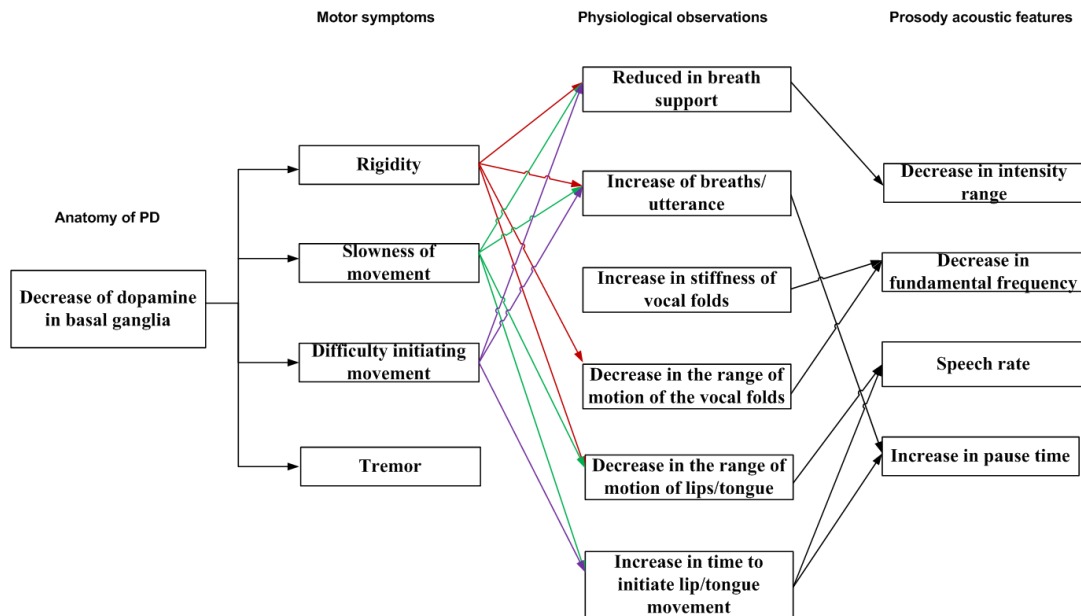 Motor symptoms
Physiological observations
Prosody acoustic features
Anatomy of PD
Decrease of dopamine
in basal ganglia
Rigidity
Slowness of
movement
Difficulty initiating
movement
Tremor
Reduced in breath
support
Increase of breaths/
utterance
Increase in stiffness of
vocal folds
Decrease in the range of
motion of the vocal folds
Decrease in the range of
motion of lips/tongue
Increase in time to
initiate lip/tongue
movement
Decrease in intensity
range
Decrease in
fundamental frequency
Speech rate
Increase in pause time